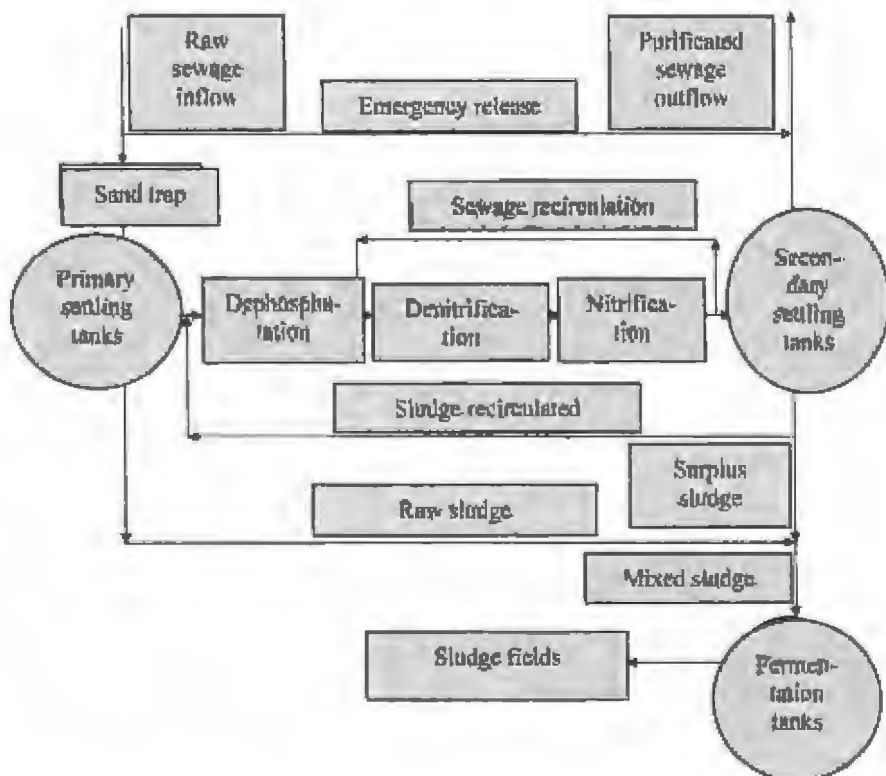 Raw
sewage
inflow
Purificated
sewage
outflow
Emergency release
Sand trap
Sewage recirculation
Primary
settling
tanks
Dephospha-
tation
Denitrifica-
tion
Nitrifica-
tion
Secon-
dary
settling
tanks
Sludge recirculated
Surplus
sludge
Raw sludge
Mixed sludge
Sludge fields
Fermen-
tation
tanks